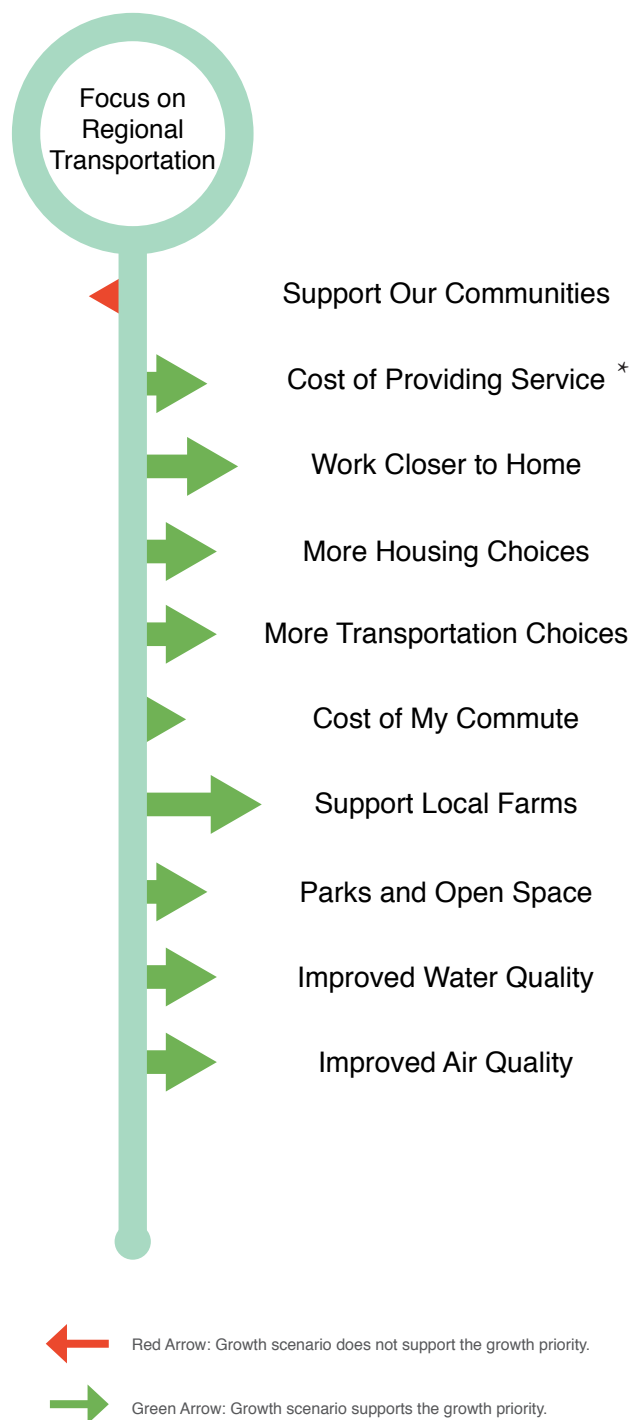 Focus on
Regional
Transportation
Support Our Communities
Cost of Providing Service *
Work Closer to Home
More Housing Choices
More Transportation Choices
Cost of My Commute
Support Local Farms
Parks and Open Space
Improved Water Quality
Improved Air Quality
Red Arrow: Growth scenario does not support the growth priority.
Green Arrow: Growth scenario supports the growth priority.